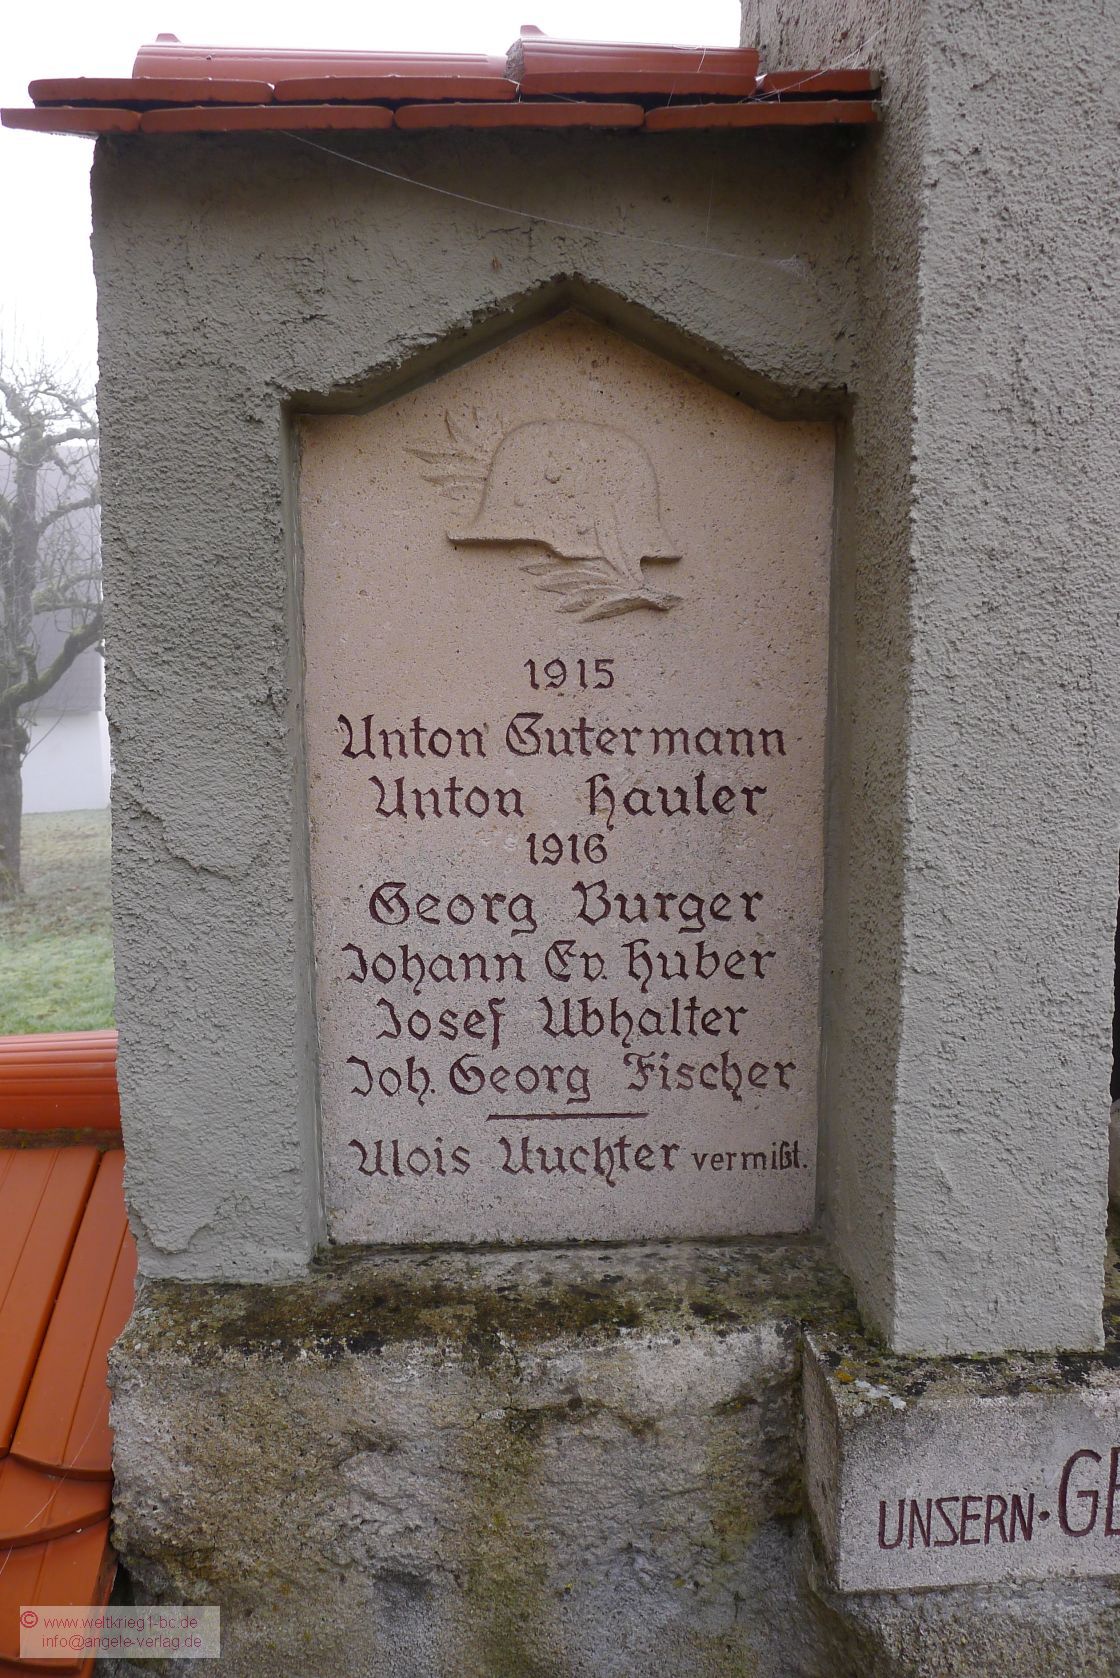 1915
Anton Gutermann
Anton Hauler
1916
Georg Burger
Johann Ev. Huber
Josef Abhalter
Joh. Georg Fischer
Alois Auchter vermißt.
UNSERN·
© www.weltkrieg1-bc.de
info@angele-verlag.de